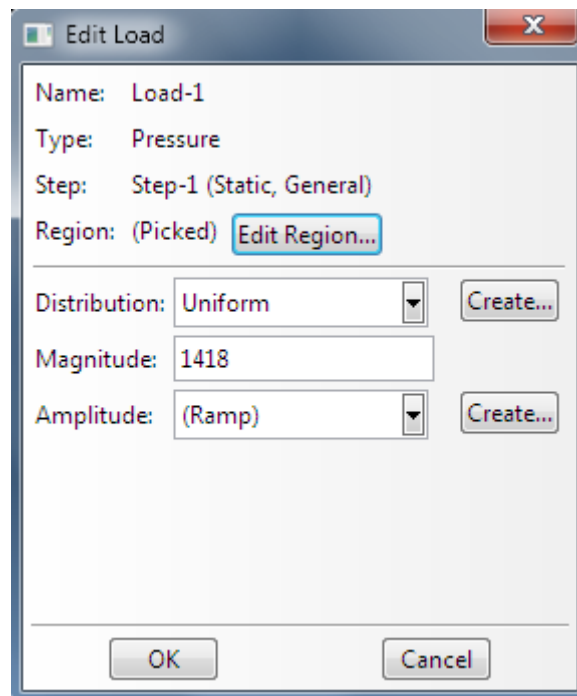 Edit Load
Name: Load-1
Type: Pressure
Step: Step-1 (Static, General)
Region: (Picked) Edit Region...
Distribution: Uniform Create...
Magnitude: 1418
Amplitude: (Ramp) Create...
OK Cancel